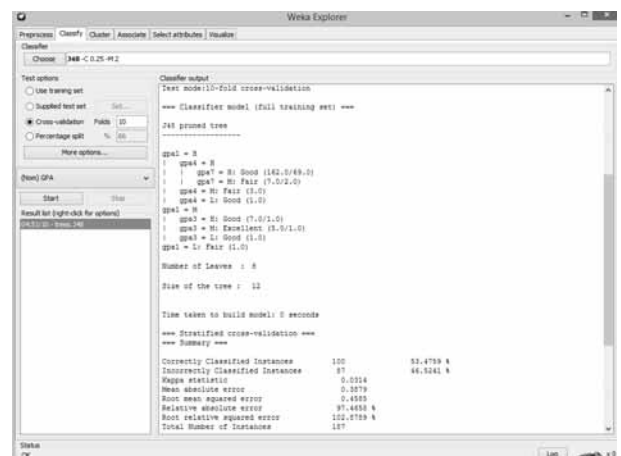 Weka Explorer
Preprocess Classify Cluster Associate Select attributes Visualize
Classifier
Choose J48 -C 0.25 -M 2
Test options
Use training set
Supplied test set Set...
Cross-validation Folds 10
Percentage split % 66
More options...
(Nom) GPA
Start Stop
Result list (right-click for options)
trees.J48
Classifier output
Test mode:10-fold cross-validation
=== Classifier model (full training set) ===
J48 pruned tree
------------------
gpa1 = H
| gpa4 = H
| | gpa7 = H: Good (162.0/69.0)
| | gpa7 = M: Fair (7.0/2.0)
| gpa4 = M: Fair (3.0)
| gpa4 = L: Good (1.0)
gpa1 = M
| gpa3 = H: Good (7.0/1.0)
| gpa3 = M: Excellent (5.0/1.0)
| gpa3 = L: Good (1.0)
gpa1 = L: Fair (1.0)
Number of Leaves : 8
Size of the tree : 12
Time taken to build model: 0 seconds
=== Stratified cross-validation ===
=== Summary ===
Correctly Classified Instances 100 53.4759 %
Incorrectly Classified Instances 87 46.5241 %
Kappa statistic 0.0314
Mean absolute error 0.3879
Root mean squared error 0.4585
Relative absolute error 97.4658 %
Root relative squared error 102.8789 %
Total Number of Instances 187
Status
OK
Log x 0